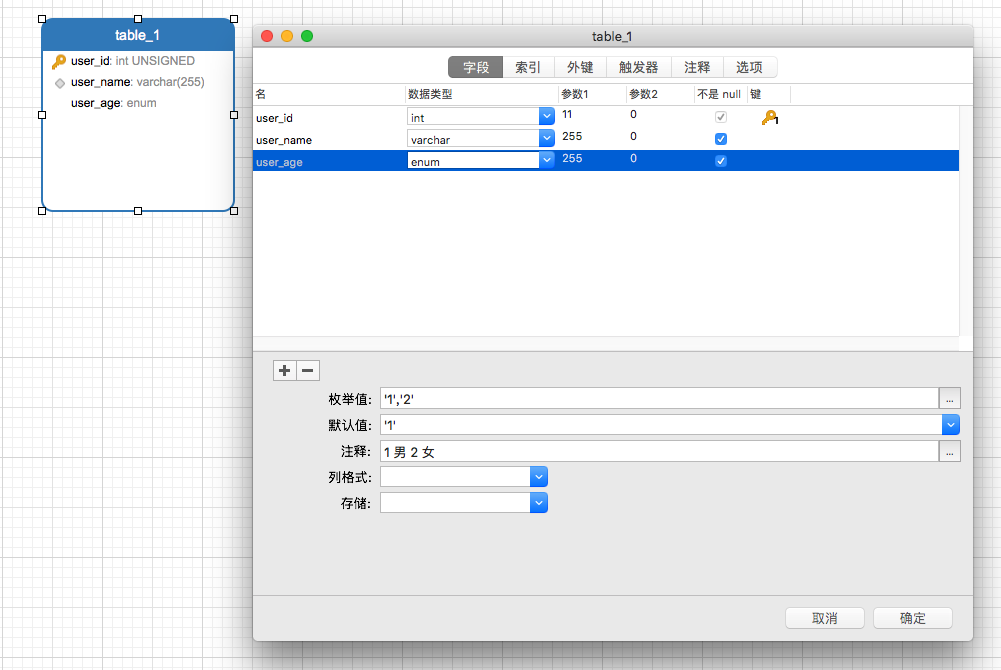 table_1
user_id: int UNSIGNED
user_name: varchar(255)
user_age: enum
table_1
字段 索引 外键 触发器 注释 选项
名 数据类型 参数1 参数2 不是 null 键
user_id int 11 0 1
user_name varchar 255 0
user_age enum 255 0
枚举值: '1','2' ...
默认值: '1'
注释: 1 男 2 女 ...
列格式:
存储:
取消 确定